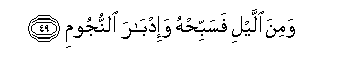 وَمِنَ ٱلَّيْلِ فَسَبِّحْهُ وَإِدْبَٰرَ ٱلنُّجُومِ ﴿٤٩﴾